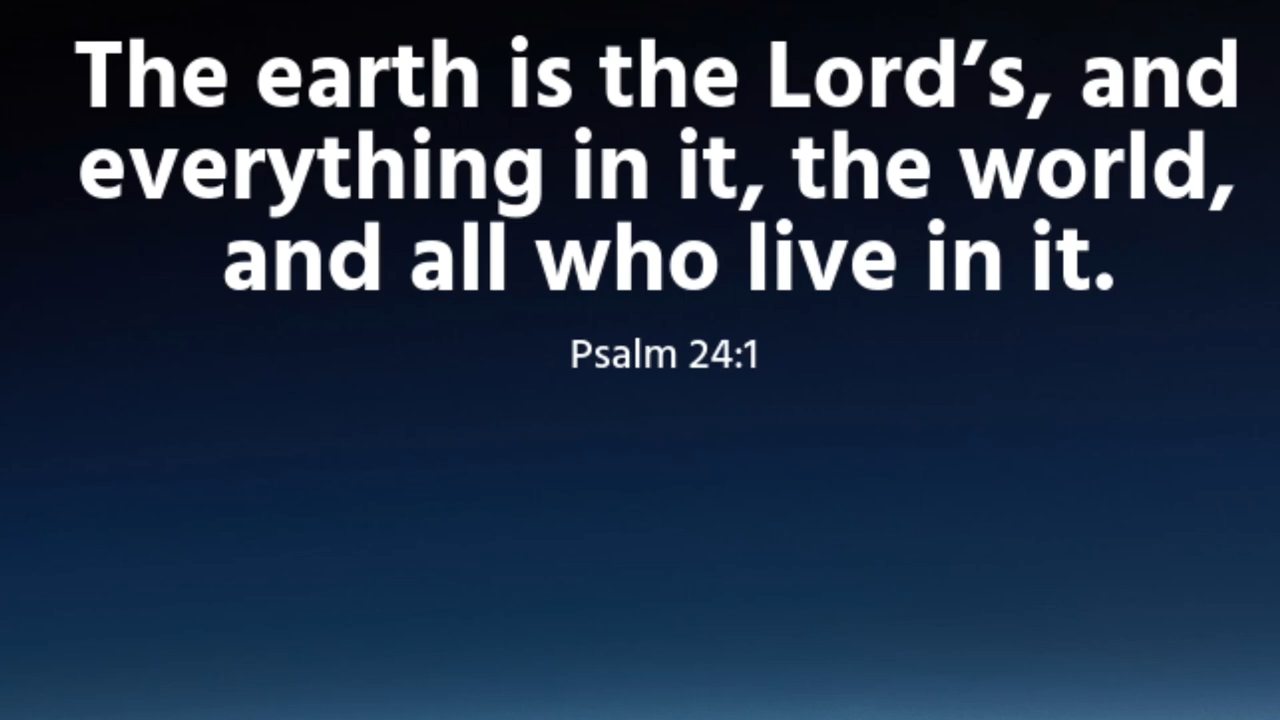 The earth is the Lord’s, and
everything in it, the world,
and all who live in it.
Psalm 24:1